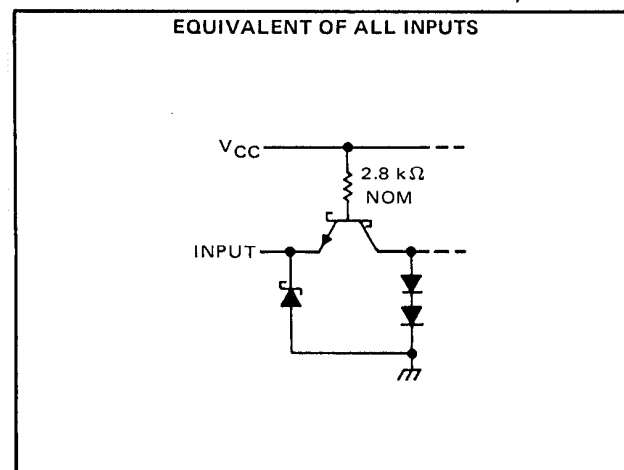 EQUIVALENT OF ALL INPUTS
VCC
2.8 kΩ
NOM
INPUT